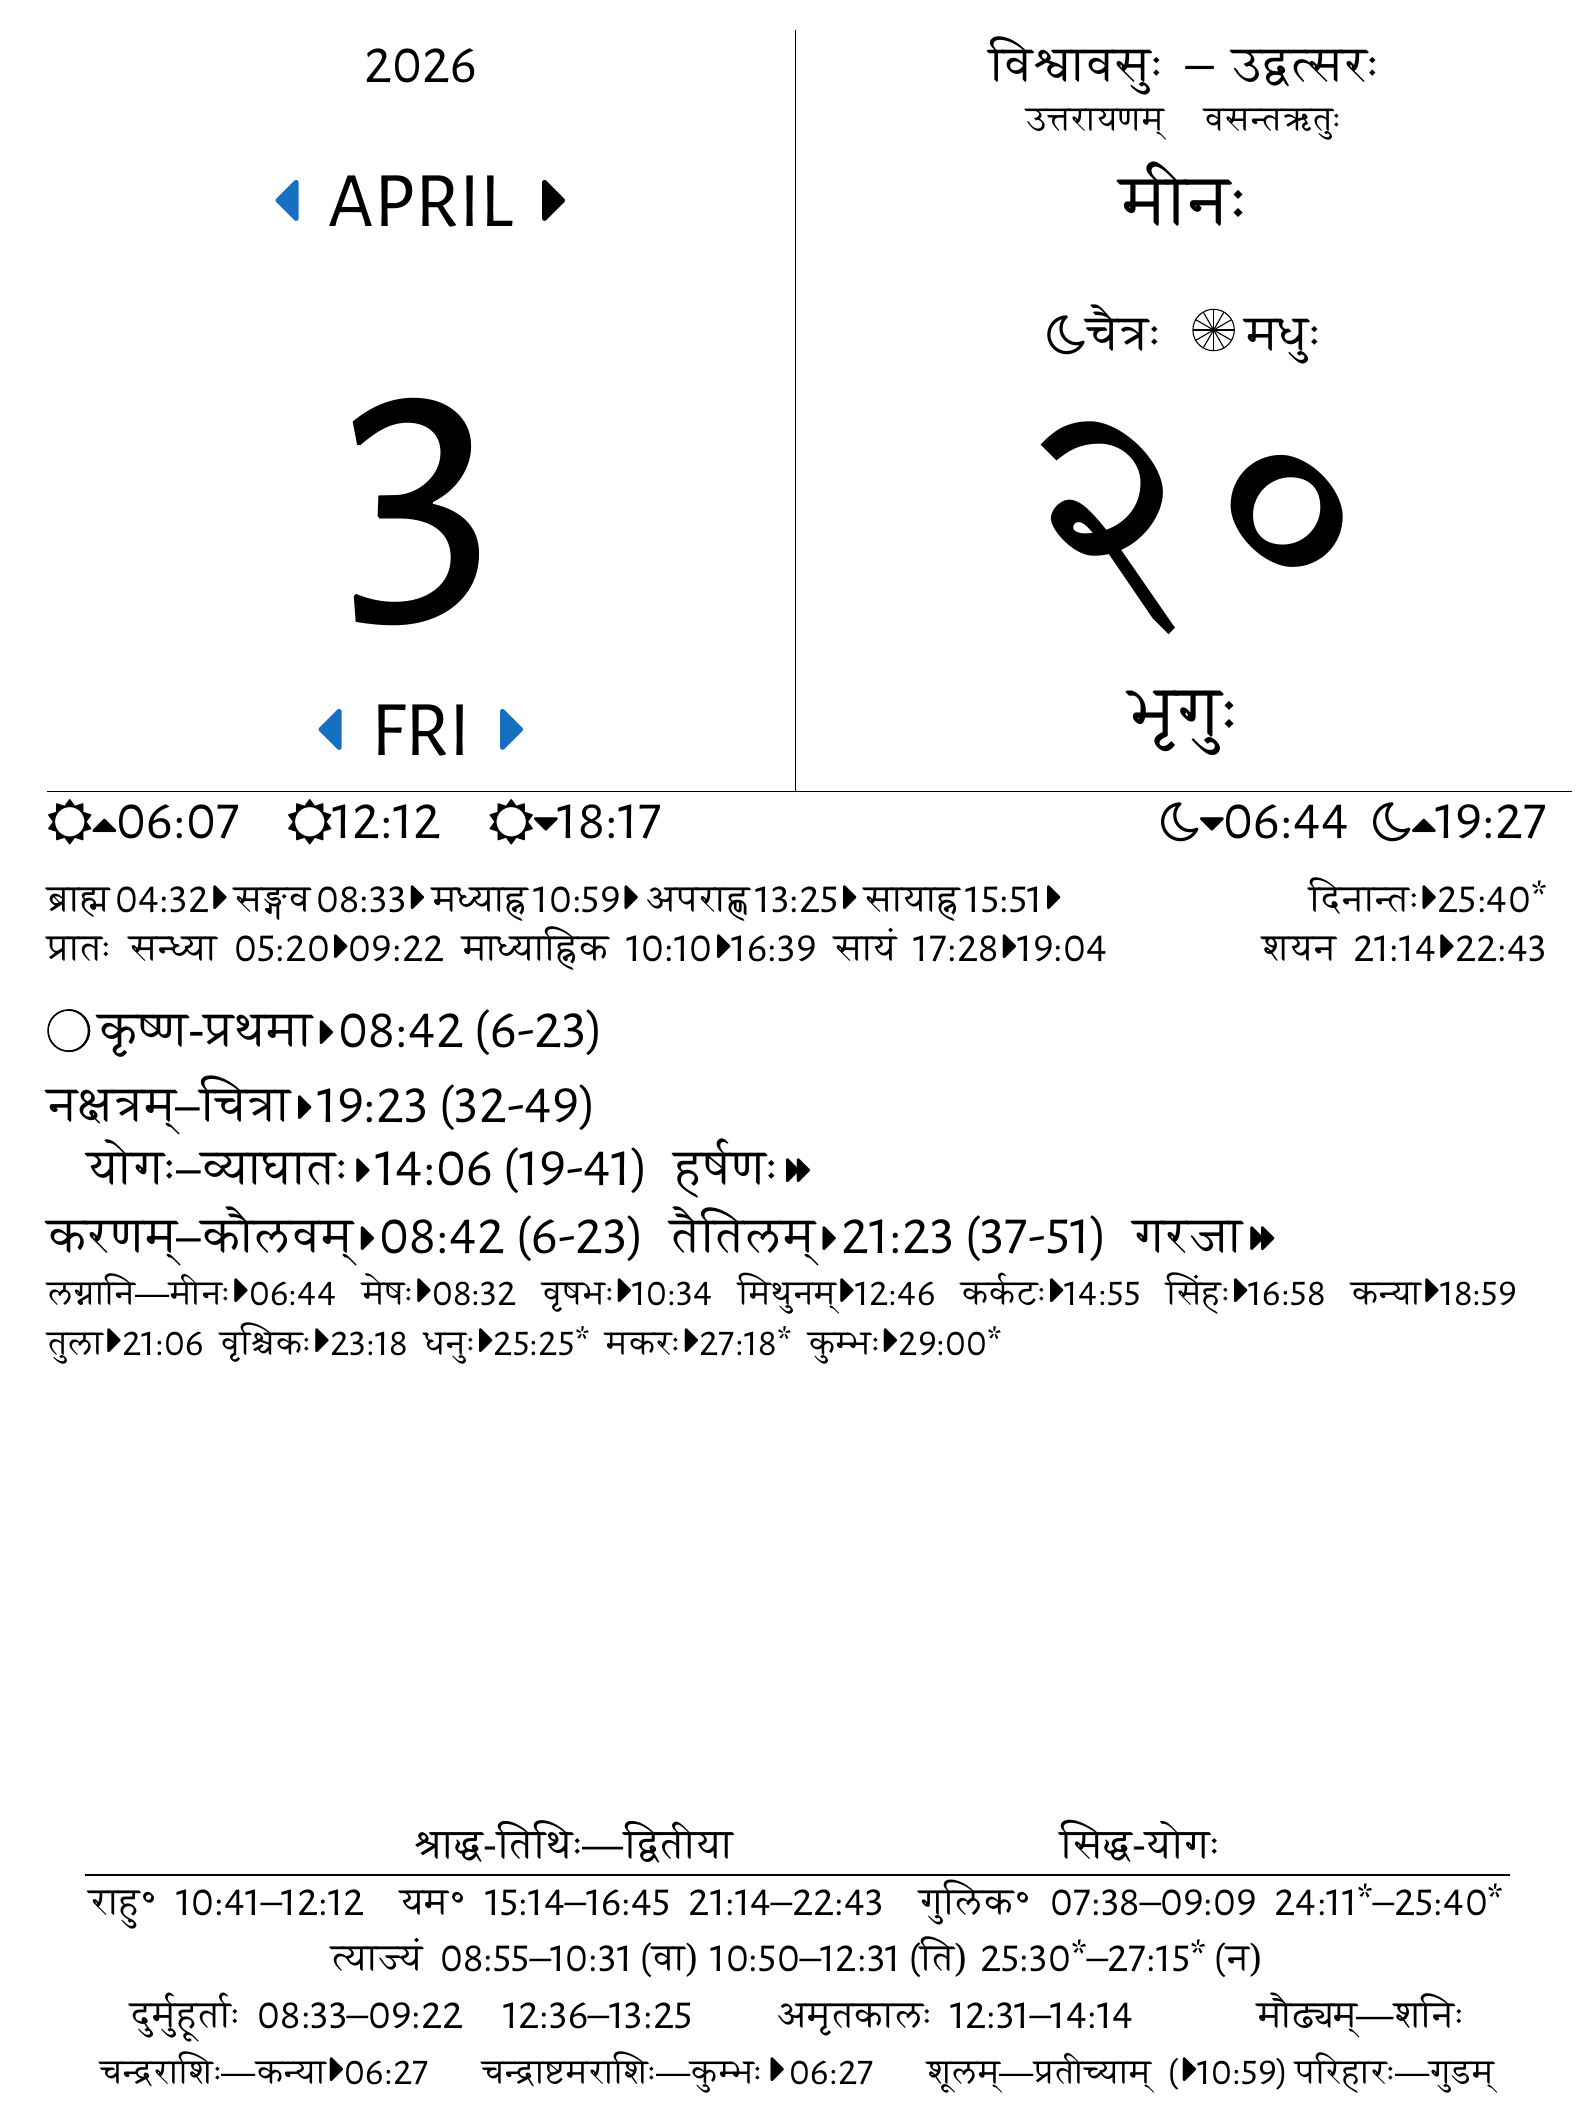 2026
APRIL
3
FRI
विश्वावसुः – उद्वत्सरः
उत्तरायणम् वसन्तऋतुः
मीनः
चैत्रः मधुः
२०
भृगुः
06:07 12:12 18:17 06:44 19:27
ब्राह्म 04:32 सङ्गव 08:33 मध्याह्न 10:59 अपराह्ण 13:25 सायाह्न 15:51 दिनान्तः 25:40*
प्रातः सन्ध्या 05:20 09:22 माध्याह्निक 10:10 16:39 सायं 17:28 19:04 शयन 21:14 22:43
कृष्ण-प्रथमा 08:42 (6-23)
नक्षत्रम्–चित्रा 19:23 (32-49)
योगः–व्याघातः 14:06 (19-41) हर्षणः
करणम्–कौलवम् 08:42 (6-23) तैतिलम् 21:23 (37-51) गरजा
लग्नानि—मीनः 06:44 मेषः 08:32 वृषभः 10:34 मिथुनम् 12:46 कर्कटः 14:55 सिंहः 16:58 कन्या 18:59
तुला 21:06 वृश्चिकः 23:18 धनुः 25:25* मकरः 27:18* कुम्भः 29:00*
श्राद्ध-तिथिः—द्वितीया सिद्ध-योगः
राहु॰ 10:41–12:12 यम॰ 15:14–16:45 21:14–22:43 गुलिक॰ 07:38–09:09 24:11*–25:40*
त्याज्यं 08:55–10:31 (वा) 10:50–12:31 (ति) 25:30*–27:15* (न)
दुर्मुहूर्ताः 08:33–09:22 12:36–13:25 अमृतकालः 12:31–14:14 मौढ्यम्—शनिः
चन्द्रराशिः—कन्या 06:27 चन्द्राष्टमराशिः—कुम्भः 06:27 शूलम्—प्रतीच्याम् ( 10:59) परिहारः—गुडम्